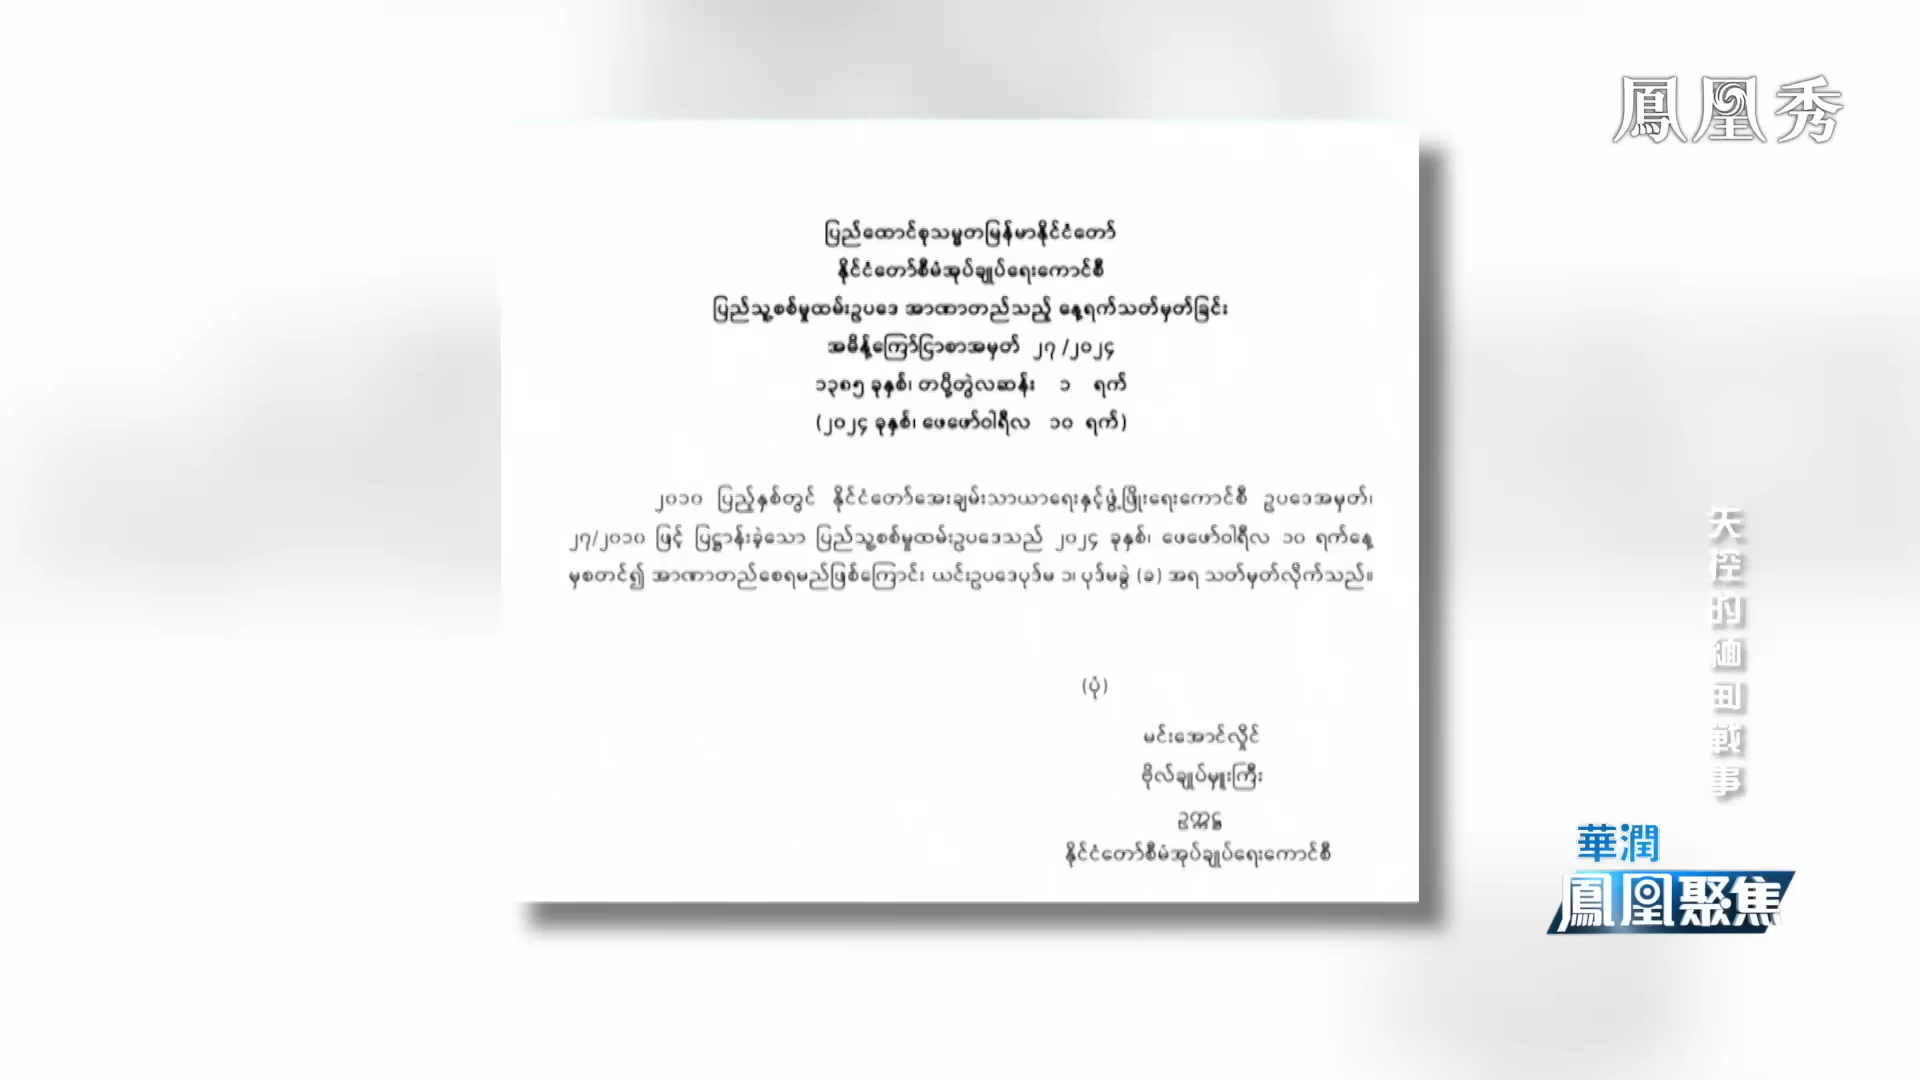 鳳凰秀
ပြည်ထောင်စုသမ္မတမြန်မာနိုင်ငံတော်
နိုင်ငံတော်စီမံအုပ်ချုပ်ရေးကောင်စီ
ပြည်သူ့စစ်မှုထမ်းဥပဒေ အာဏာတည်သည့် နေ့ရက်သတ်မှတ်ခြင်း
အမိန့်ကြော်ငြာစာအမှတ် ၂၇ /၂၀၂၄
၁၃၈၅ ခုနှစ်၊ တပို့တွဲလဆန်း ၁ ရက်
(၂၀၂၄ ခုနှစ်၊ ဖေဖော်ဝါရီလ ၁၀ ရက်)
၂၀၁၀ ပြည့်နှစ်တွင် နိုင်ငံတော်အေးချမ်းသာယာရေးနှင့်ဖွံ့ဖြိုးရေးကောင်စီ ဥပဒေအမှတ်၊
၂၇/၂၀၁၀ ဖြင့် ပြဋ္ဌာန်းခဲ့သော ပြည်သူ့စစ်မှုထမ်းဥပဒေသည် ၂၀၂၄ ခုနှစ်၊ ဖေဖော်ဝါရီလ ၁၀ ရက်နေ့
မှစတင်၍ အာဏာတည်စေရမည်ဖြစ်ကြောင်း ယင်းဥပဒေပုဒ်မ ၁၊ ပုဒ်မခွဲ (ခ) အရ သတ်မှတ်လိုက်သည်။
(ပုံ)
မင်းအောင်လှိုင်
ဗိုလ်ချုပ်မှူးကြီး
ဥက္ကဋ္ဌ
နိုင်ငံတော်စီမံအုပ်ချုပ်ရေးကောင်စီ
失控的緬甸戰事
華潤
鳳凰聚焦